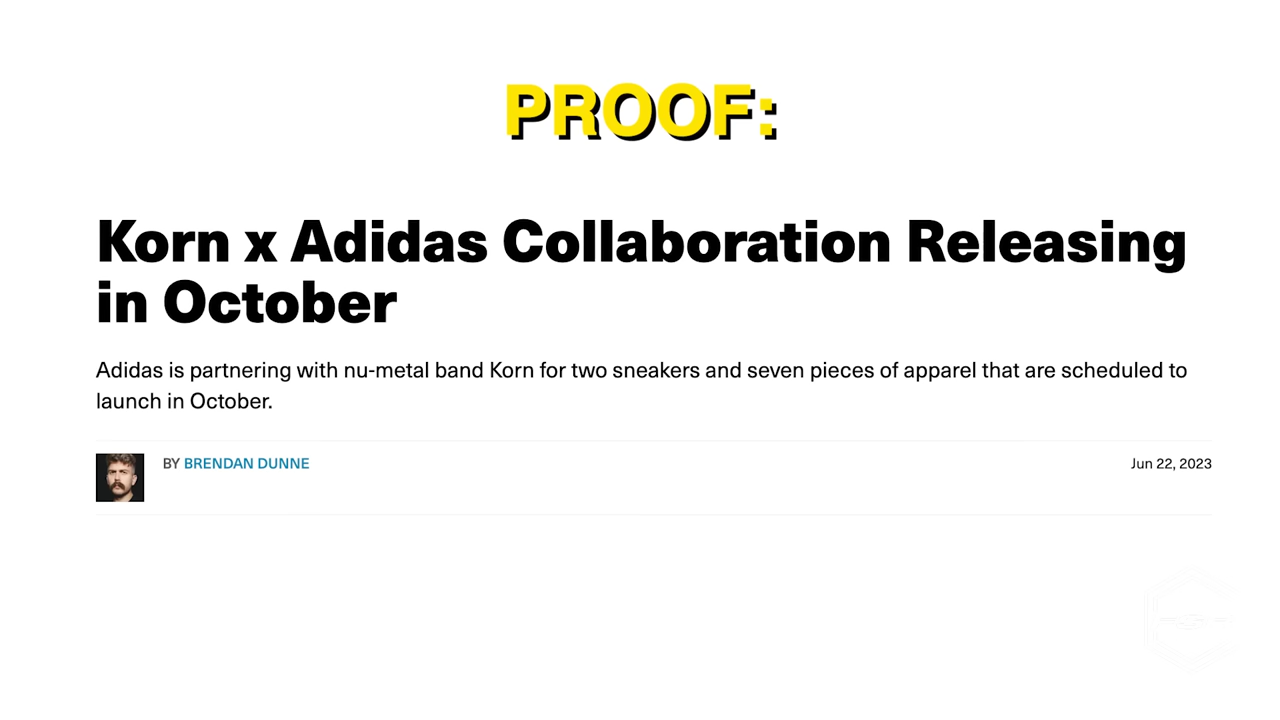 PROOF:
Korn x Adidas Collaboration Releasing
in October
Adidas is partnering with nu-metal band Korn for two sneakers and seven pieces of apparel that are scheduled to
launch in October.
BY BRENDAN DUNNE
Jun 22, 2023